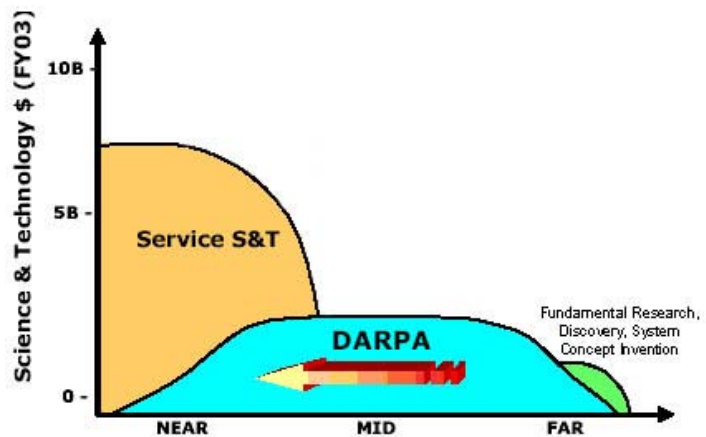 Science & Technology $ (FY03)
10B -
5B -
0 -
Service S&T
DARPA
Fundamental Research,
Discovery, System
Concept Invention
NEAR
MID
FAR